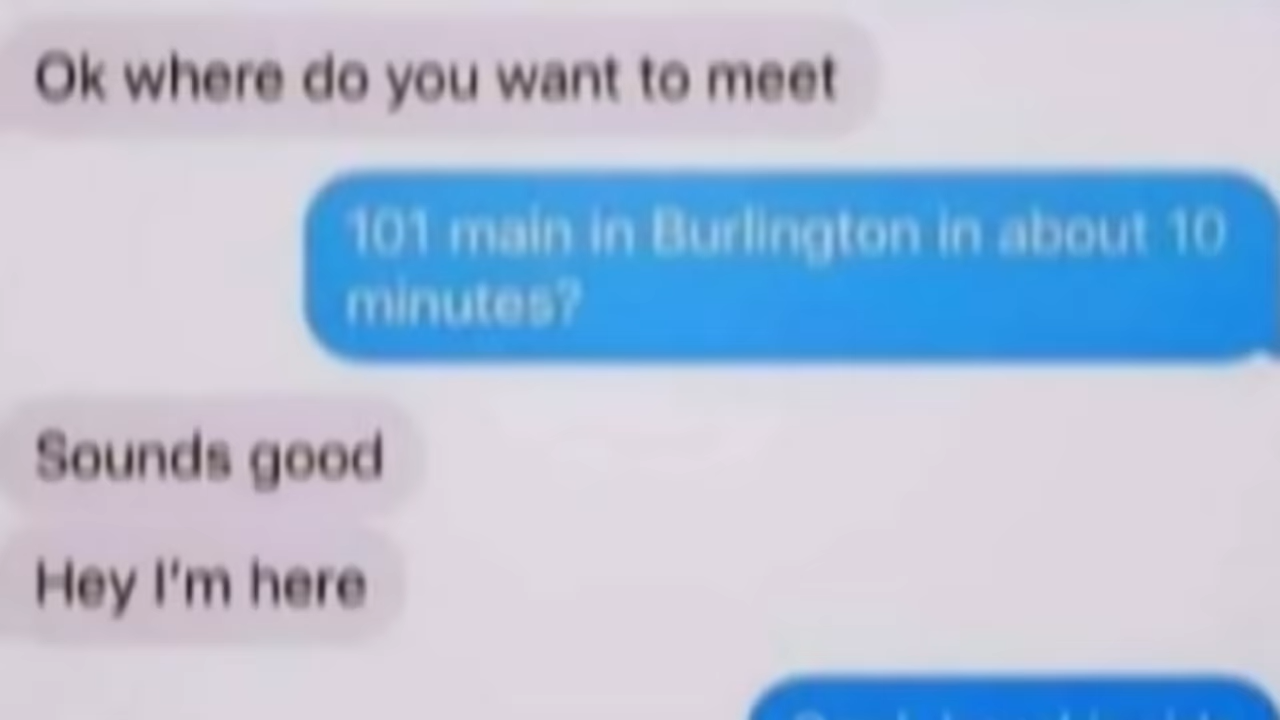 Ok where do you want to meet
101 main in Burlington in about 10
minutes?
Sounds good
Hey I'm here